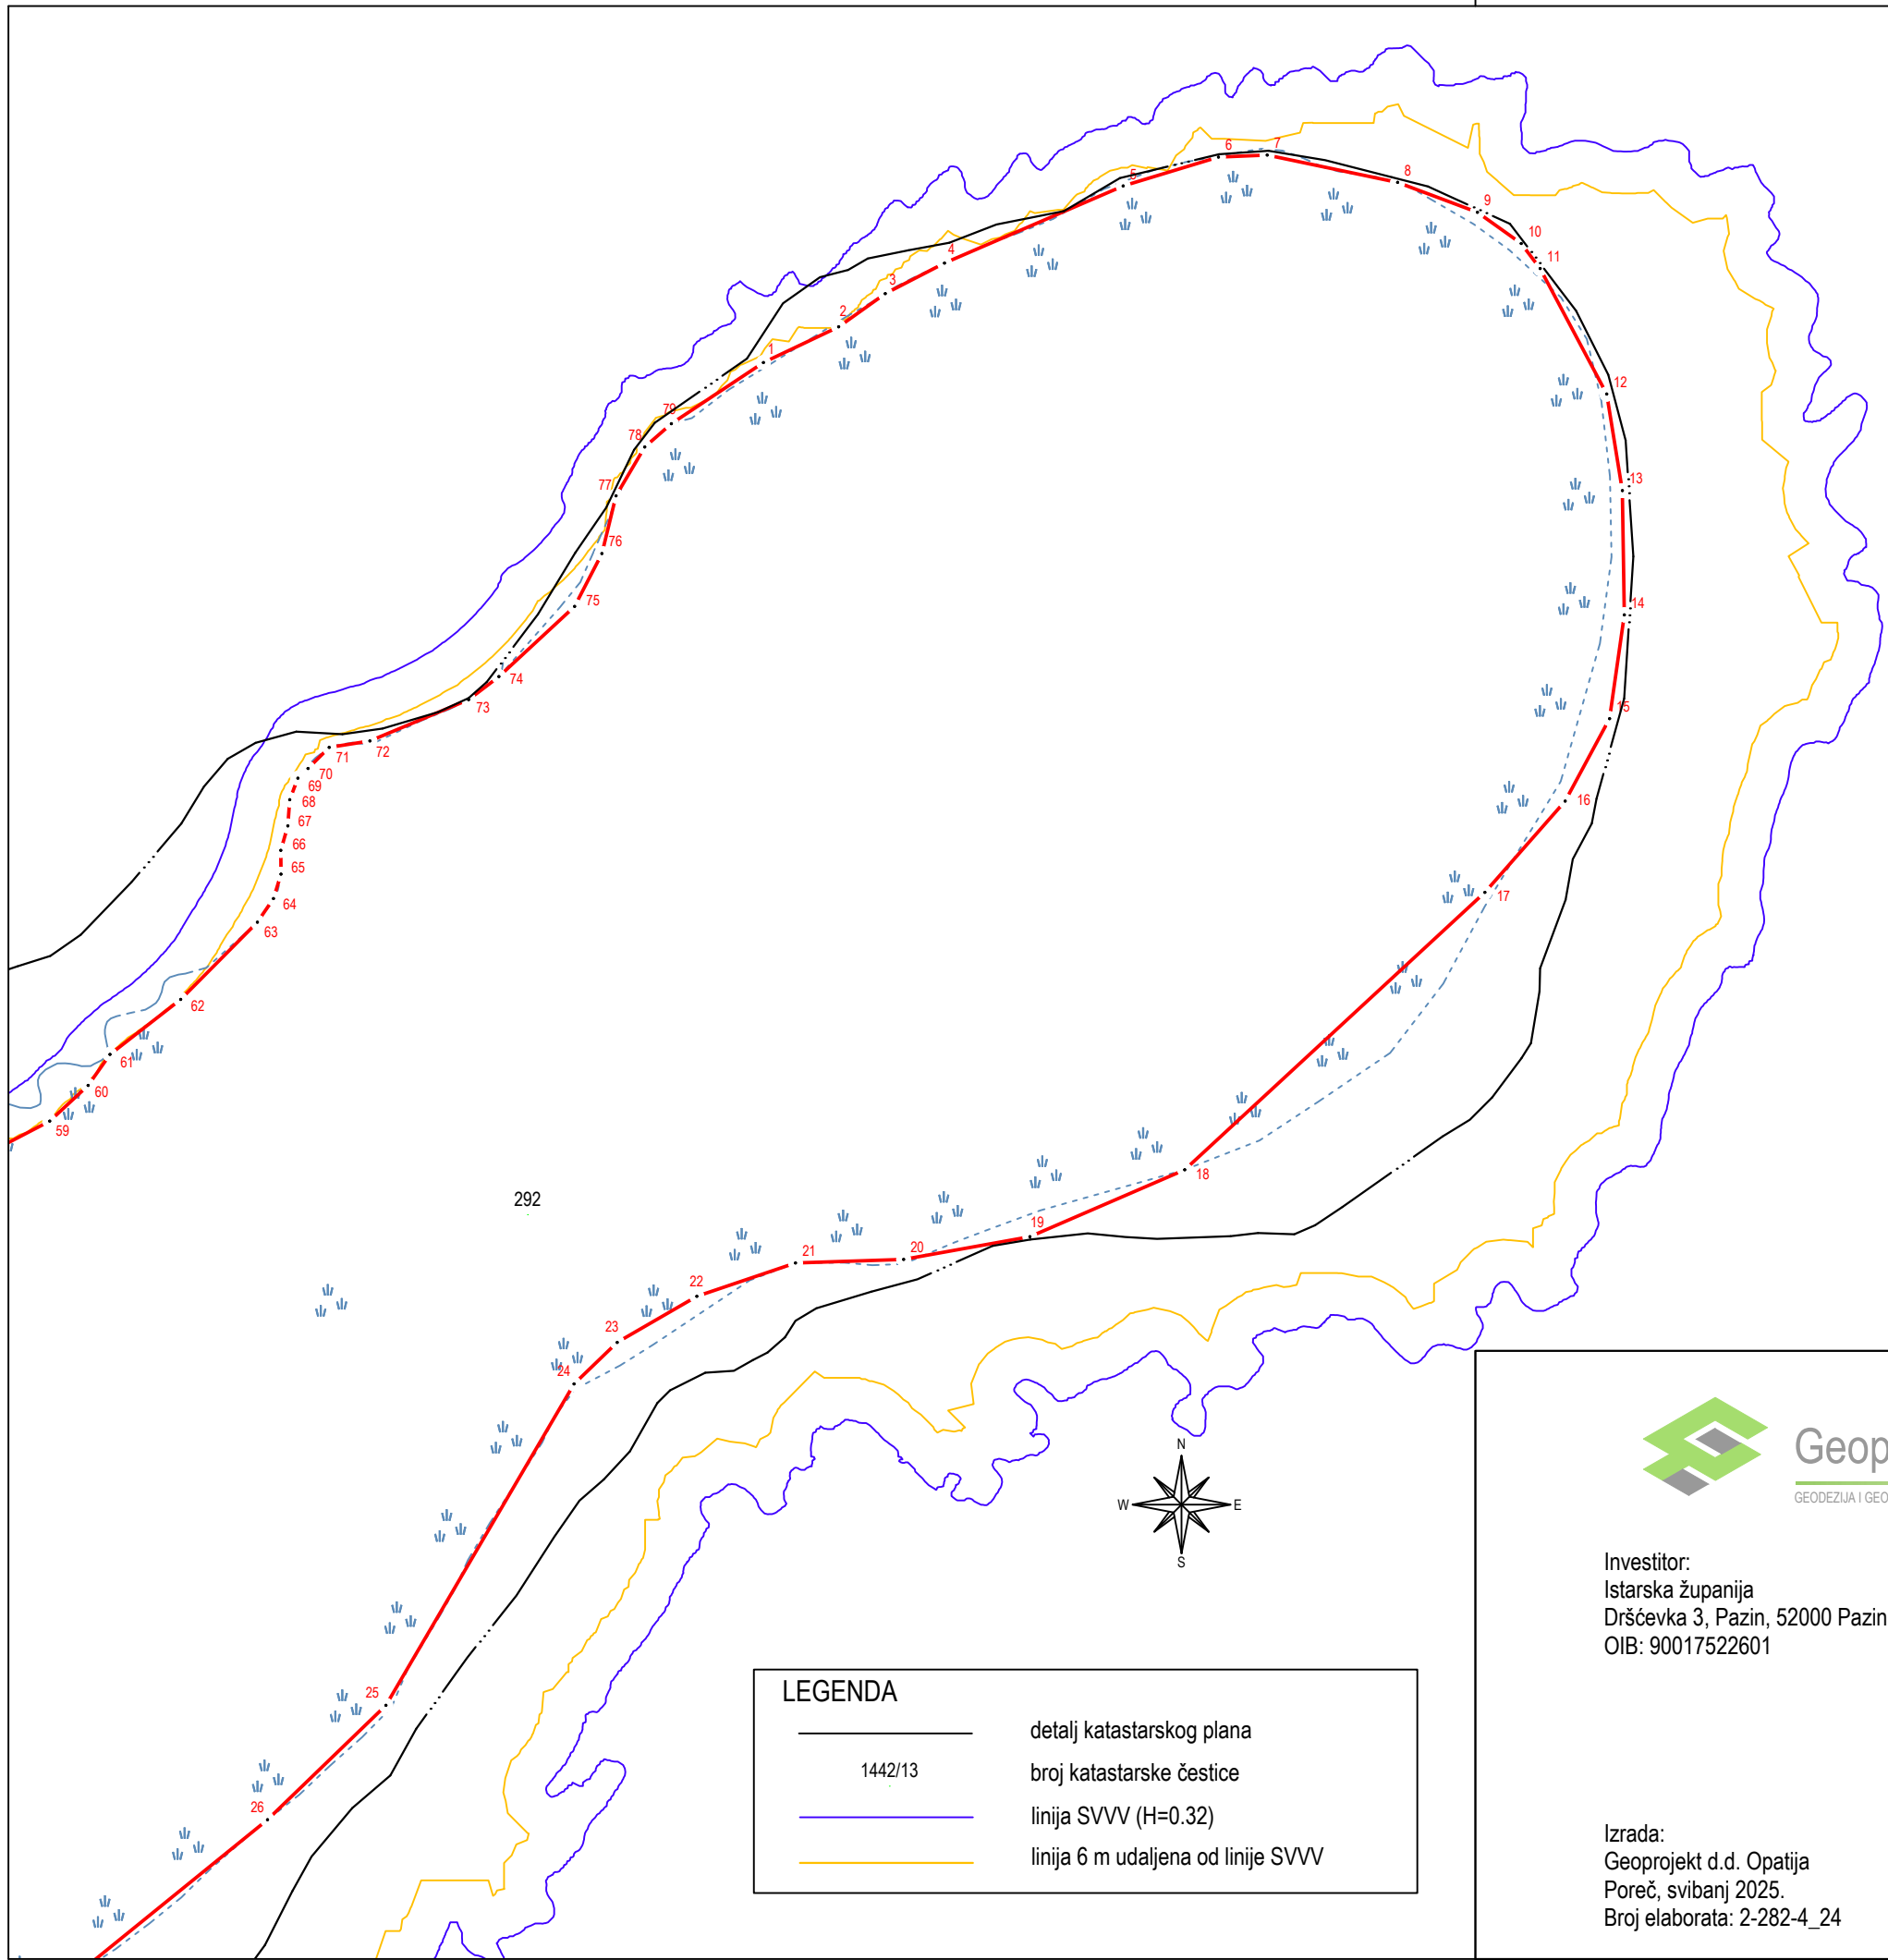 6
7
5
8
9
4
10
11
3
2
1
12
79
78
13
77
76
75
14
74
73
15
72
71
70
69
68
16
67
66
65
17
64
63
62
61
60
59
18
292
19
20
21
22
23
24
25
26
N
W
E
S
LEGENDA
detalj katastarskog plana
1442/13
broj katastarske čestice
linija SVVV (H=0.32)
linija 6 m udaljena od linije SVVV
Geop
GEODEZIJA I GEO
Investitor:
Istarska županija
Dršćevka 3, Pazin, 52000 Pazin
OIB: 90017522601
Izrada:
Geoprojekt d.d. Opatija
Poreč, svibanj 2025.
Broj elaborata: 2-282-4_24